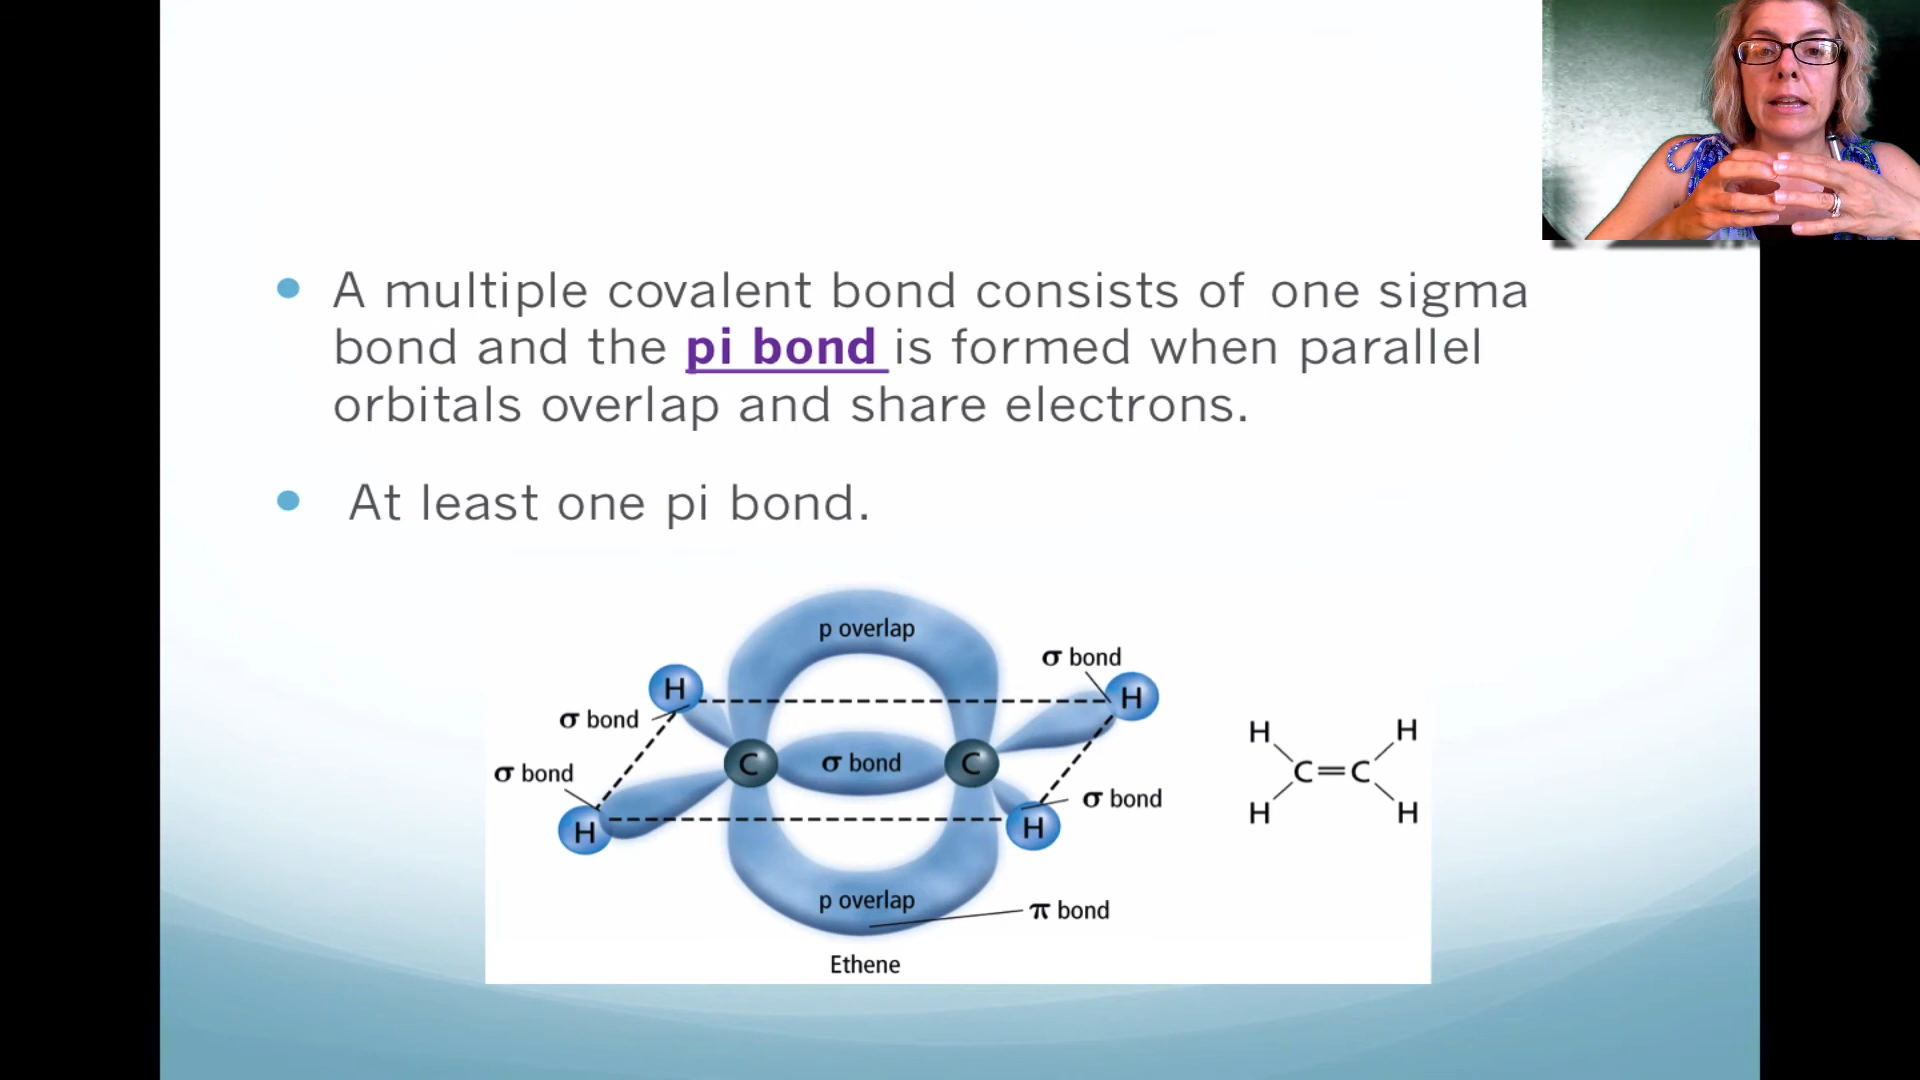 A multiple covalent bond consists of one sigma
bond and the pi bond is formed when parallel
orbitals overlap and share electrons.
At least one pi bond.
p overlap
σ bond
H
H
σ bond
H
H
σ bond
C
σ bond
C
C=C
σ bond
σ bond
H
H
H
H
p overlap
π bond
Ethene